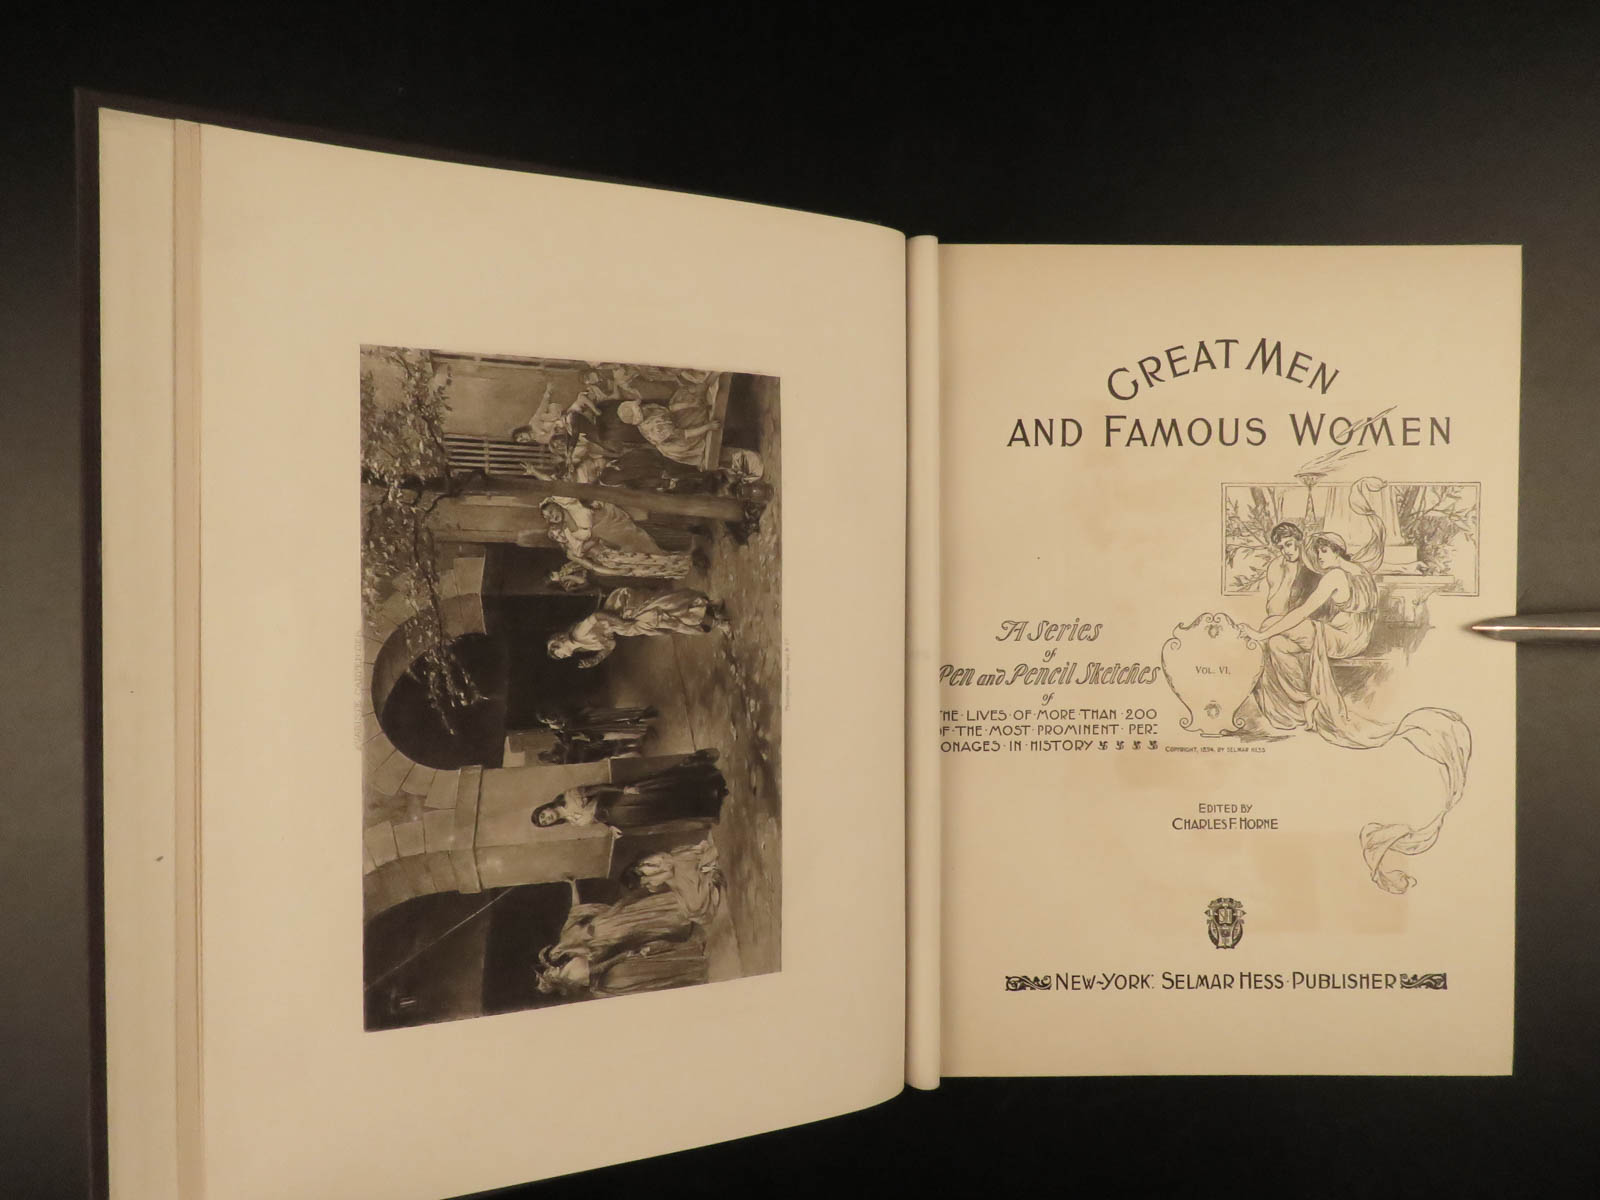 GREAT MEN
AND FAMOUS WOMEN
A Series
of
Pen and Pencil Sketches
of
HE · LIVES · OF · MORE · THAN · 200
OF · THE · MOST · PROMINENT · PER-
ONAGES · IN · HISTORY
VOL. VI.
COPYRIGHT, 1894, BY SELMAR HESS
EDITED BY
CHARLES F. HORNE
NEW-YORK: SELMAR HESS · PUBLISHER